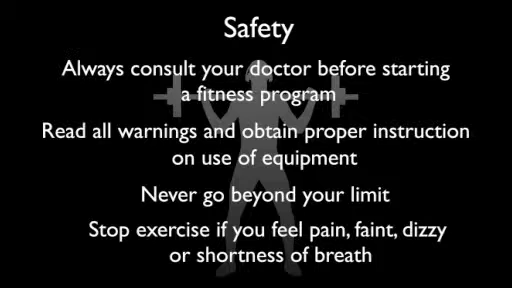 Safety
Always consult your doctor before starting
a fitness program
Read all warnings and obtain proper instruction
on use of equipment
Never go beyond your limit
Stop exercise if you feel pain, faint, dizzy
or shortness of breath